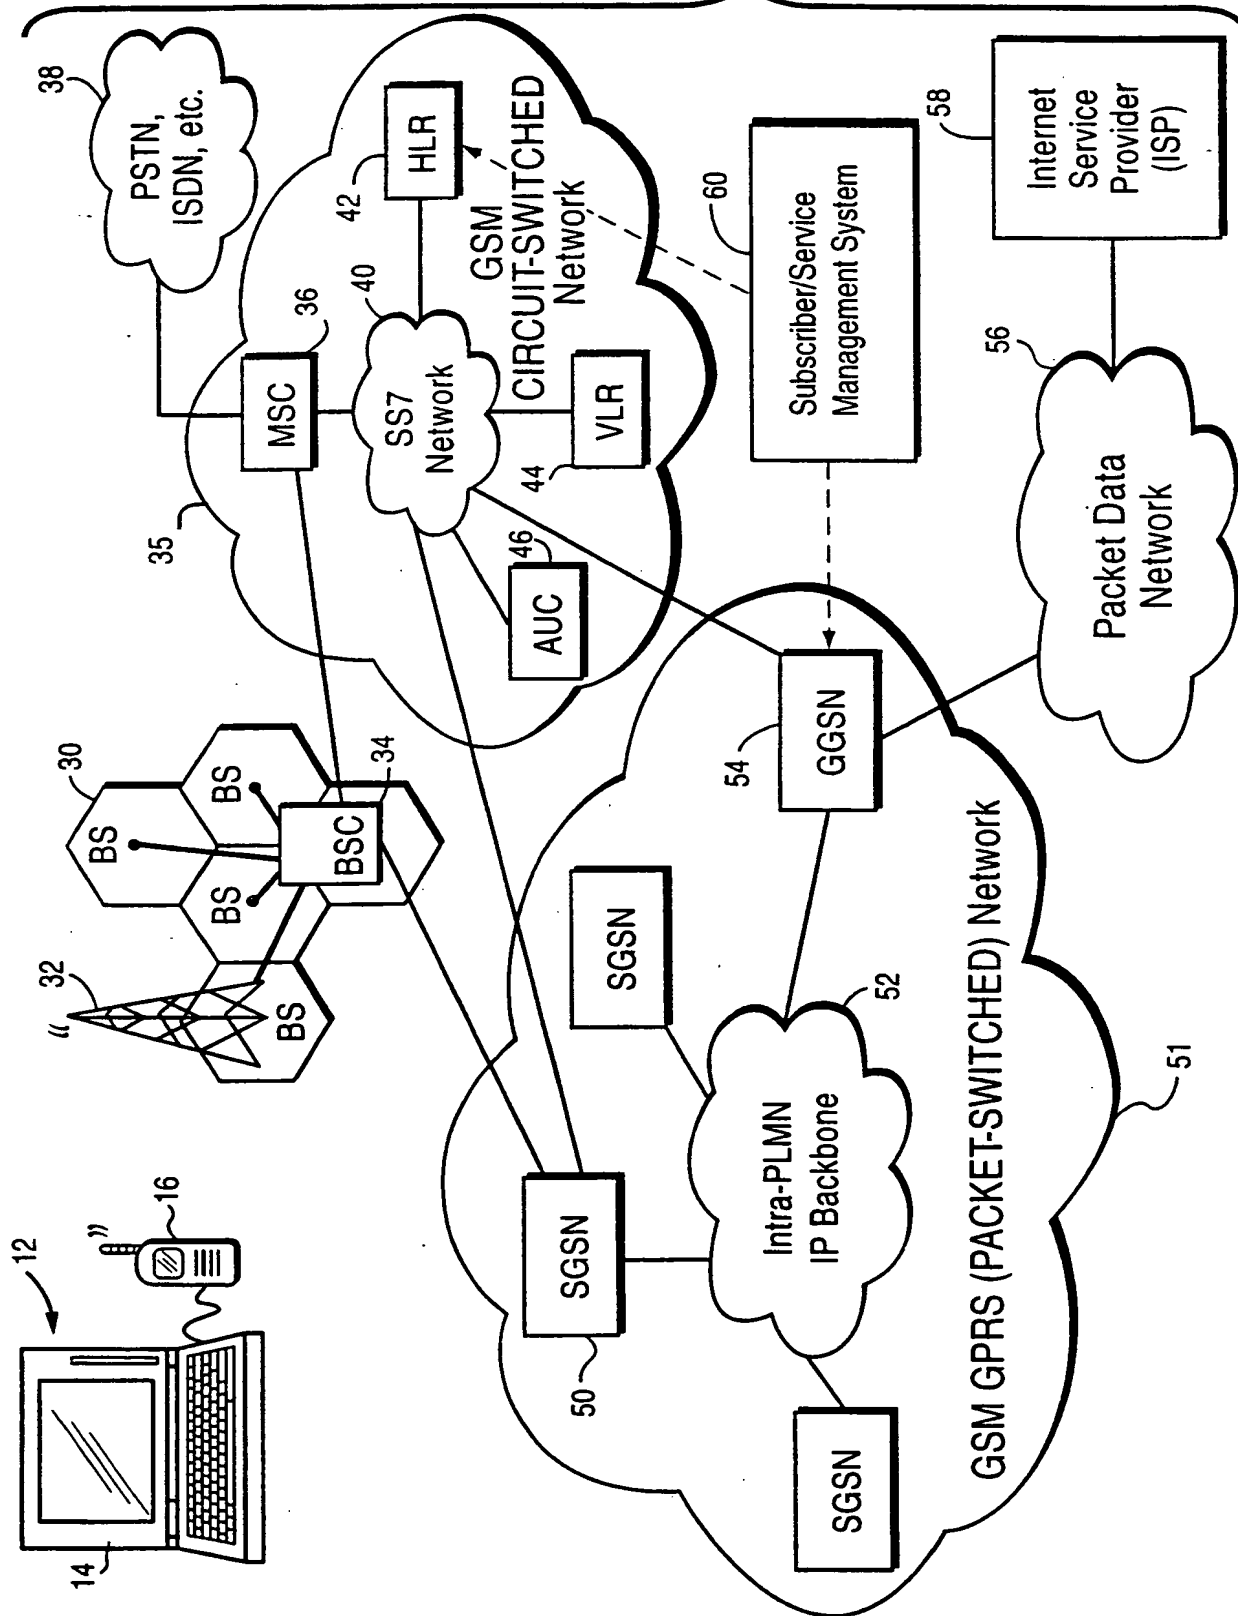 12
14
16
32
BS
BS
BS
BS
30
BSC
34
35
38
PSTN,
ISDN, etc.
MSC
36
SS7
Network
40
42
HLR
GSM
CIRCUIT-SWITCHED
Network
44
VLR
AUC
46
50
SGSN
SGSN
SGSN
Intra-PLMN
IP Backbone
52
54
GGSN
GSM GPRS (PACKET-SWITCHED) Network
51
60
Subscriber/Service
Management System
56
Packet Data
Network
58
Internet
Service
Provider
(ISP)